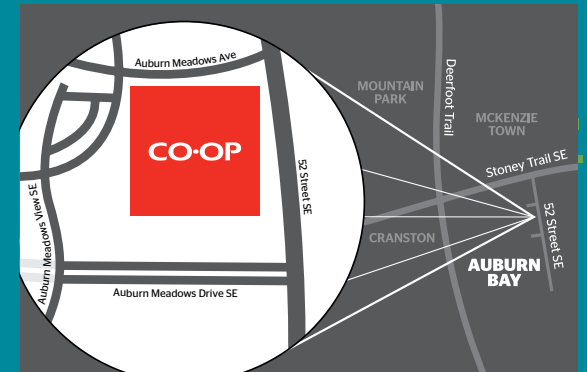 Auburn Meadows Ave
CO•OP
52 Street SE
Auburn Meadows View SE
Auburn Meadows Drive SE
MOUNTAIN
PARK
Deerfoot Trail
MCKENZIE
TOWN
Stoney Trail SE
CRANSTON
52 Street SE
AUBURN
BAY